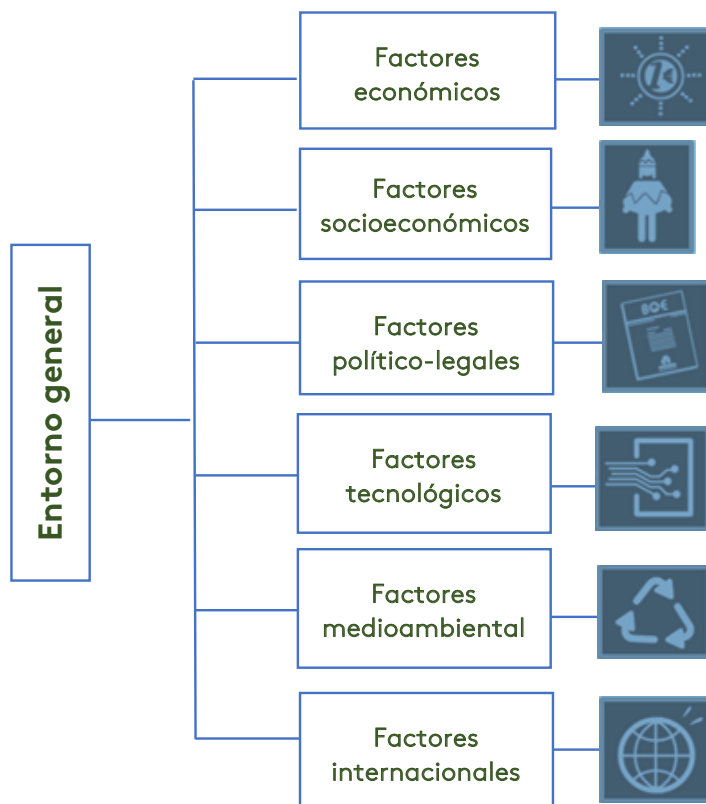 Entorno general
Factores
económicos
Factores
socioeconómicos
Factores
político-legales
BOE
Factores
tecnológicos
Factores
medioambiental
Factores
internacionales